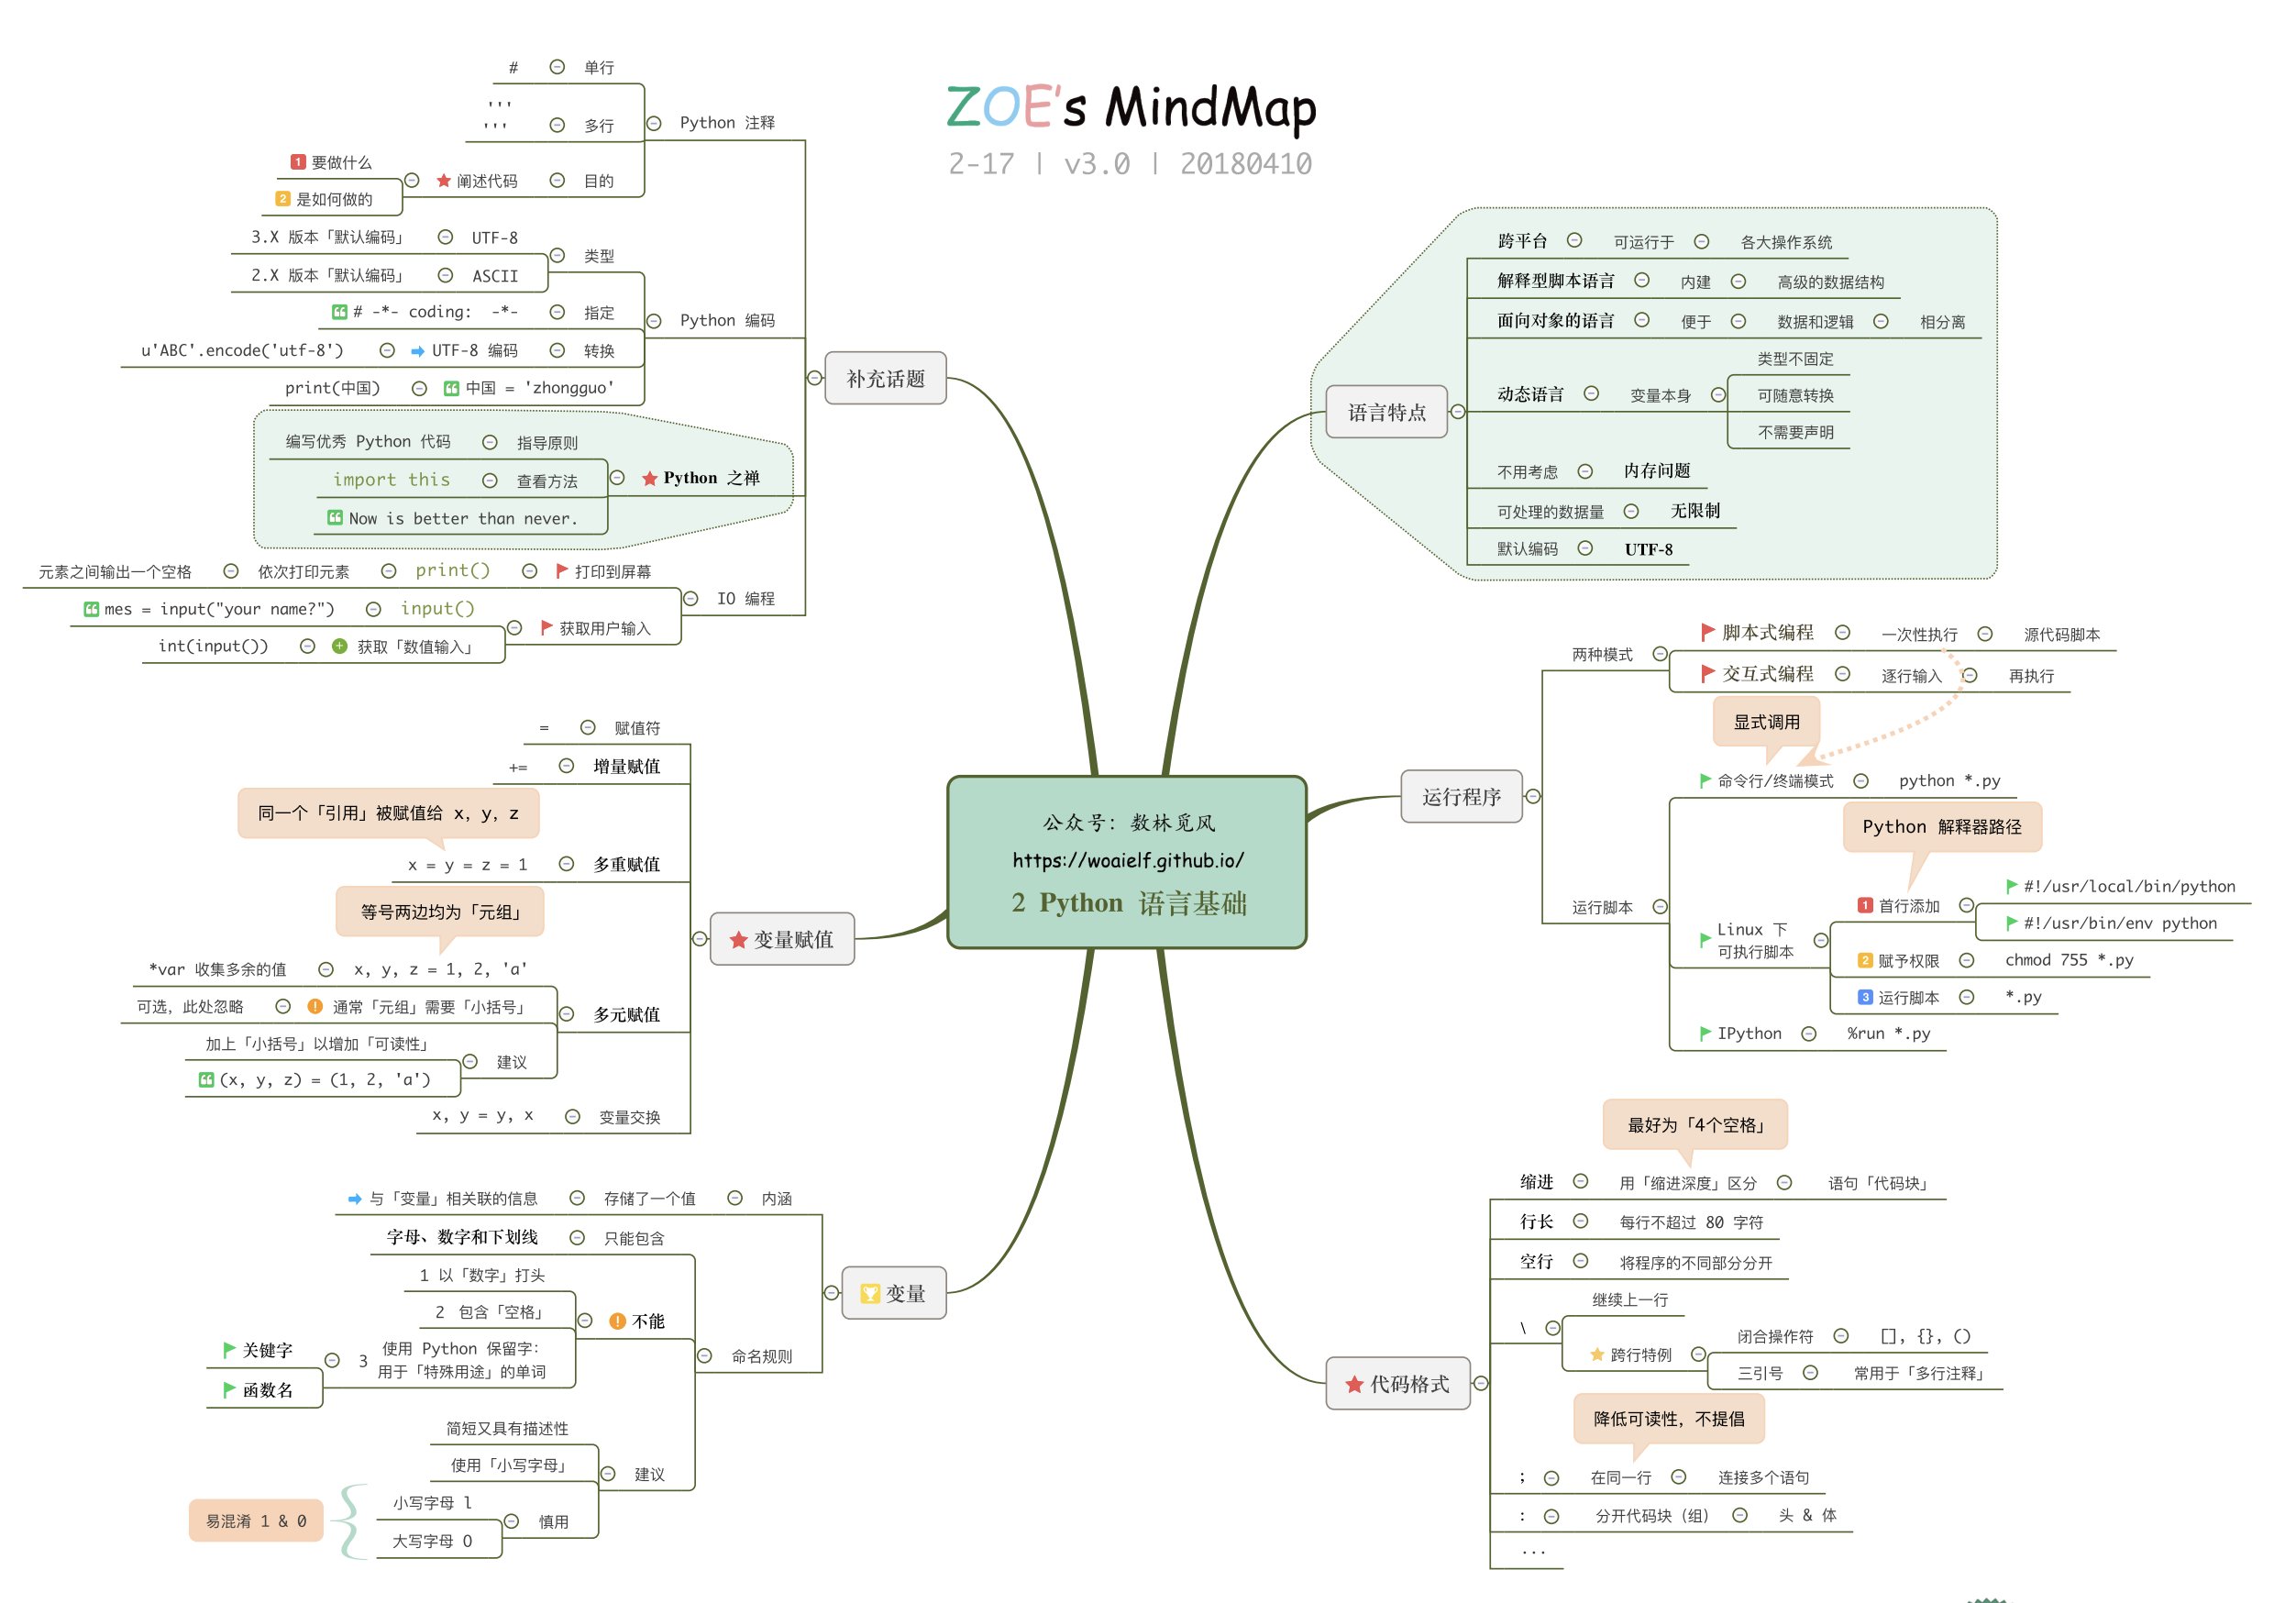 ZOE's MindMap
2-17 | v3.0 | 20180410
公众号：数林觅风
https://woaielf.github.io/
2 Python 语言基础
语言特点
跨平台 可运行于 各大操作系统
解释型脚本语言 内建 高级的数据结构
面向对象的语言 便于 数据和逻辑 相分离
动态语言 变量本身
类型不固定
可随意转换
不需要声明
不用考虑 内存问题
可处理的数据量 无限制
默认编码 UTF-8
运行程序
两种模式
脚本式编程 一次性执行 源代码脚本
交互式编程 逐行输入 再执行
显式调用
运行脚本
命令行/终端模式 python *.py
Python 解释器路径
Linux 下
可执行脚本
1 首行添加
#!/usr/local/bin/python
#!/usr/bin/env python
2 赋予权限 chmod 755 *.py
3 运行脚本 *.py
IPython %run *.py
代码格式
最好为「4个空格」
缩进 用「缩进深度」区分 语句「代码块」
行长 每行不超过 80 字符
空行 将程序的不同部分分开
\
继续上一行
跨行特例
闭合操作符 [], {}, ()
三引号 常用于「多行注释」
降低可读性，不提倡
; 在同一行 连接多个语句
: 分开代码块（组） 头 & 体
...
补充话题
Python 注释
# 单行
'''
''' 多行
阐述代码 目的
1 要做什么
2 是如何做的
Python 编码
类型
3.X 版本「默认编码」 UTF-8
2.X 版本「默认编码」 ASCII
# -*- coding: -*- 指定
u'ABC'.encode('utf-8') UTF-8 编码 转换
print(中国) 中国 = 'zhongguo'
Python 之禅
编写优秀 Python 代码 指导原则
import this 查看方法
Now is better than never.
IO 编程
元素之间输出一个空格 依次打印元素 print() 打印到屏幕
获取用户输入
mes = input("your name?") input()
int(input()) 获取「数值输入」
变量赋值
= 赋值符
+= 增量赋值
同一个「引用」被赋值给 x, y, z
x = y = z = 1 多重赋值
等号两边均为「元组」
多元赋值
*var 收集多余的值 x, y, z = 1, 2, 'a'
可选，此处忽略 通常「元组」需要「小括号」
建议
加上「小括号」以增加「可读性」
(x, y, z) = (1, 2, 'a')
x, y = y, x 变量交换
变量
与「变量」相关联的信息 存储了一个值 内涵
命名规则
字母、数字和下划线 只能包含
不能
1 以「数字」打头
2 包含「空格」
3 使用 Python 保留字：
用于「特殊用途」的单词
关键字
函数名
建议
简短又具有描述性
使用「小写字母」
慎用
小写字母 l
大写字母 O
易混淆 1 & 0